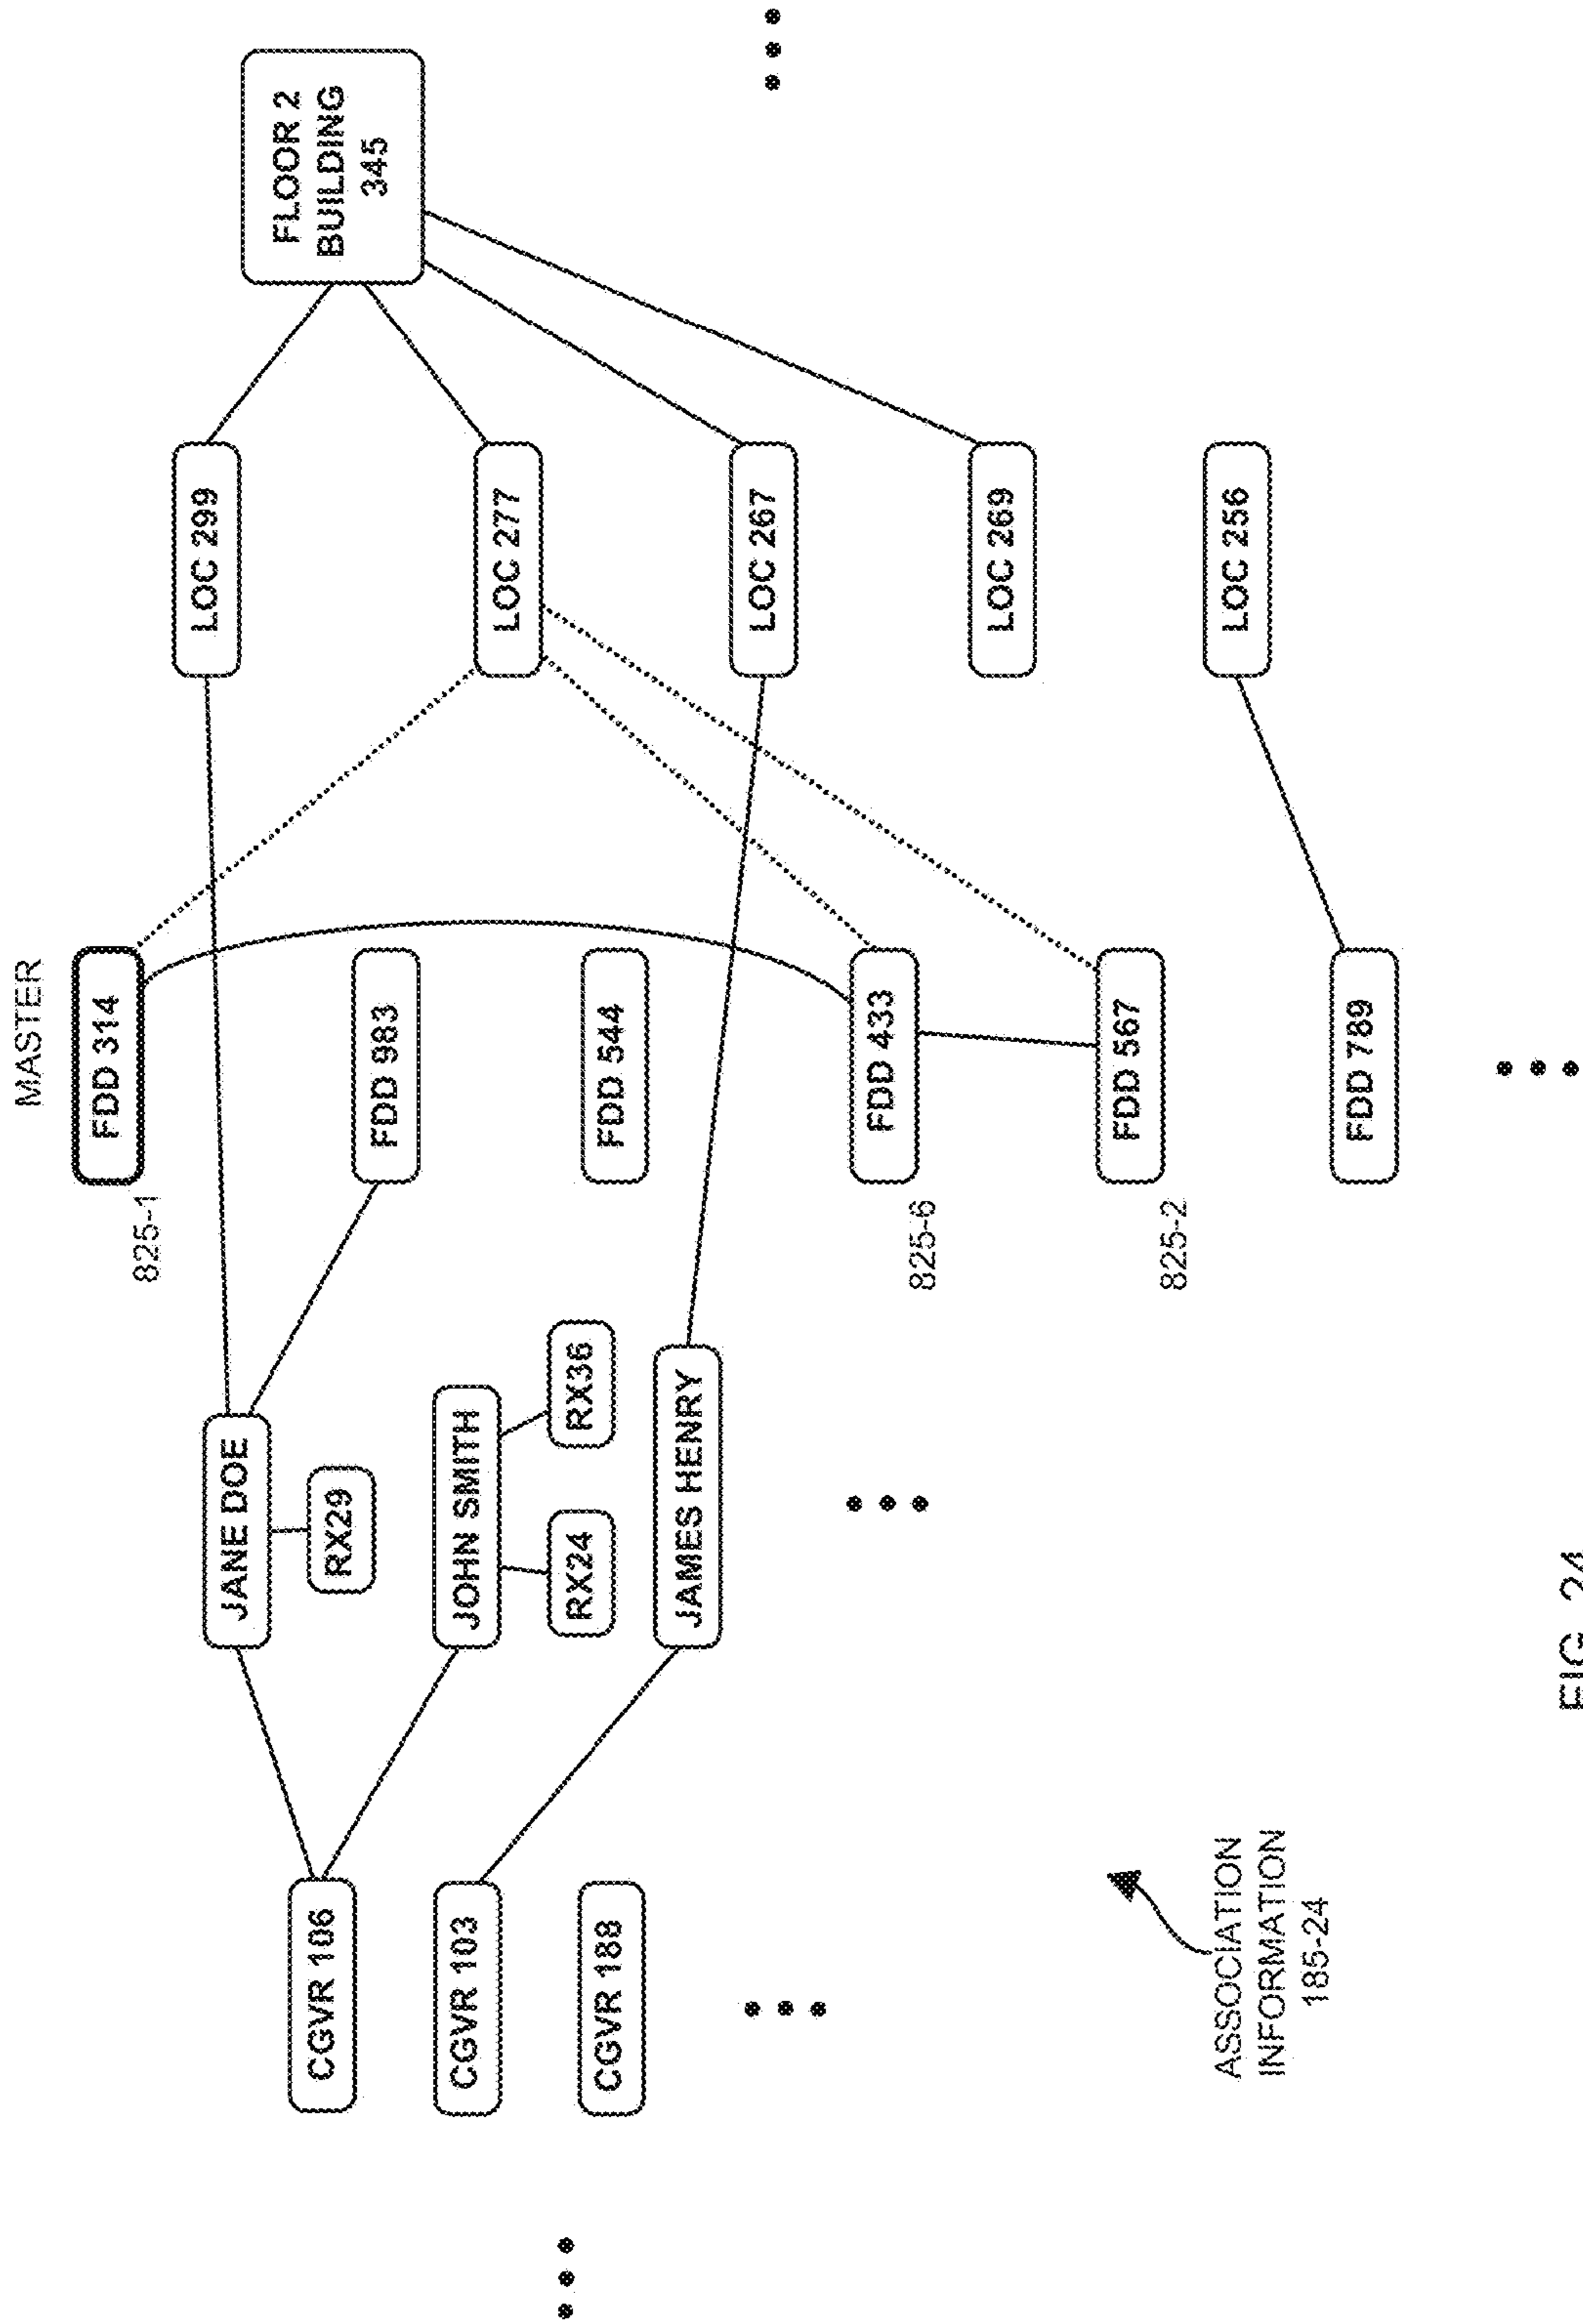 MASTER
FDD 314
825-1
JANE DOE
LOC 299
FLOOR 2
BUILDING
345
RX29
CGVR 106
FDD 983
JOHN SMITH
LOC 277
RX24
RX36
CGVR 103
FDD 544
JAMES HENRY
CGVR 188
LOC 267
FDD 433
825-6
LOC 269
FDD 567
825-2
LOC 256
FDD 789
ASSOCIATION
INFORMATION
185-24
FIG. 24